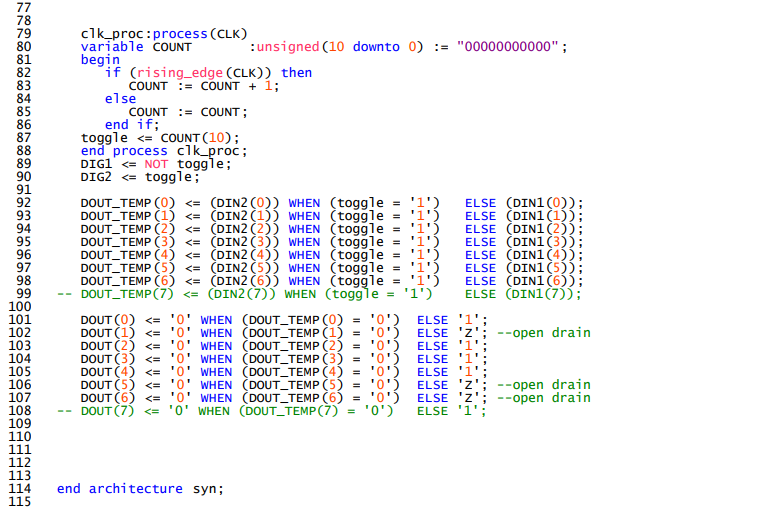 77
78
79 clk_proc:process(CLK)
80 variable COUNT :unsigned(10 downto 0) := "00000000000";
81 begin
82 if (rising_edge(CLK)) then
83 COUNT := COUNT + 1;
84 else
85 COUNT := COUNT;
86 end if;
87 toggle <= COUNT(10);
88 end process clk_proc;
89 DIG1 <= NOT toggle;
90 DIG2 <= toggle;
91
92 DOUT_TEMP(0) <= (DIN2(0)) WHEN (toggle = '1') ELSE (DIN1(0));
93 DOUT_TEMP(1) <= (DIN2(1)) WHEN (toggle = '1') ELSE (DIN1(1));
94 DOUT_TEMP(2) <= (DIN2(2)) WHEN (toggle = '1') ELSE (DIN1(2));
95 DOUT_TEMP(3) <= (DIN2(3)) WHEN (toggle = '1') ELSE (DIN1(3));
96 DOUT_TEMP(4) <= (DIN2(4)) WHEN (toggle = '1') ELSE (DIN1(4));
97 DOUT_TEMP(5) <= (DIN2(5)) WHEN (toggle = '1') ELSE (DIN1(5));
98 DOUT_TEMP(6) <= (DIN2(6)) WHEN (toggle = '1') ELSE (DIN1(6));
99 -- DOUT_TEMP(7) <= (DIN2(7)) WHEN (toggle = '1') ELSE (DIN1(7));
100
101 DOUT(0) <= '0' WHEN (DOUT_TEMP(0) = '0') ELSE '1';
102 DOUT(1) <= '0' WHEN (DOUT_TEMP(1) = '0') ELSE 'Z'; --open drain
103 DOUT(2) <= '0' WHEN (DOUT_TEMP(2) = '0') ELSE '1';
104 DOUT(3) <= '0' WHEN (DOUT_TEMP(3) = '0') ELSE '1';
105 DOUT(4) <= '0' WHEN (DOUT_TEMP(4) = '0') ELSE '1';
106 DOUT(5) <= '0' WHEN (DOUT_TEMP(5) = '0') ELSE 'Z'; --open drain
107 DOUT(6) <= '0' WHEN (DOUT_TEMP(6) = '0') ELSE 'Z'; --open drain
108 -- DOUT(7) <= '0' WHEN (DOUT_TEMP(7) = '0') ELSE '1';
109
110
111
112
113
114 end architecture syn;
115